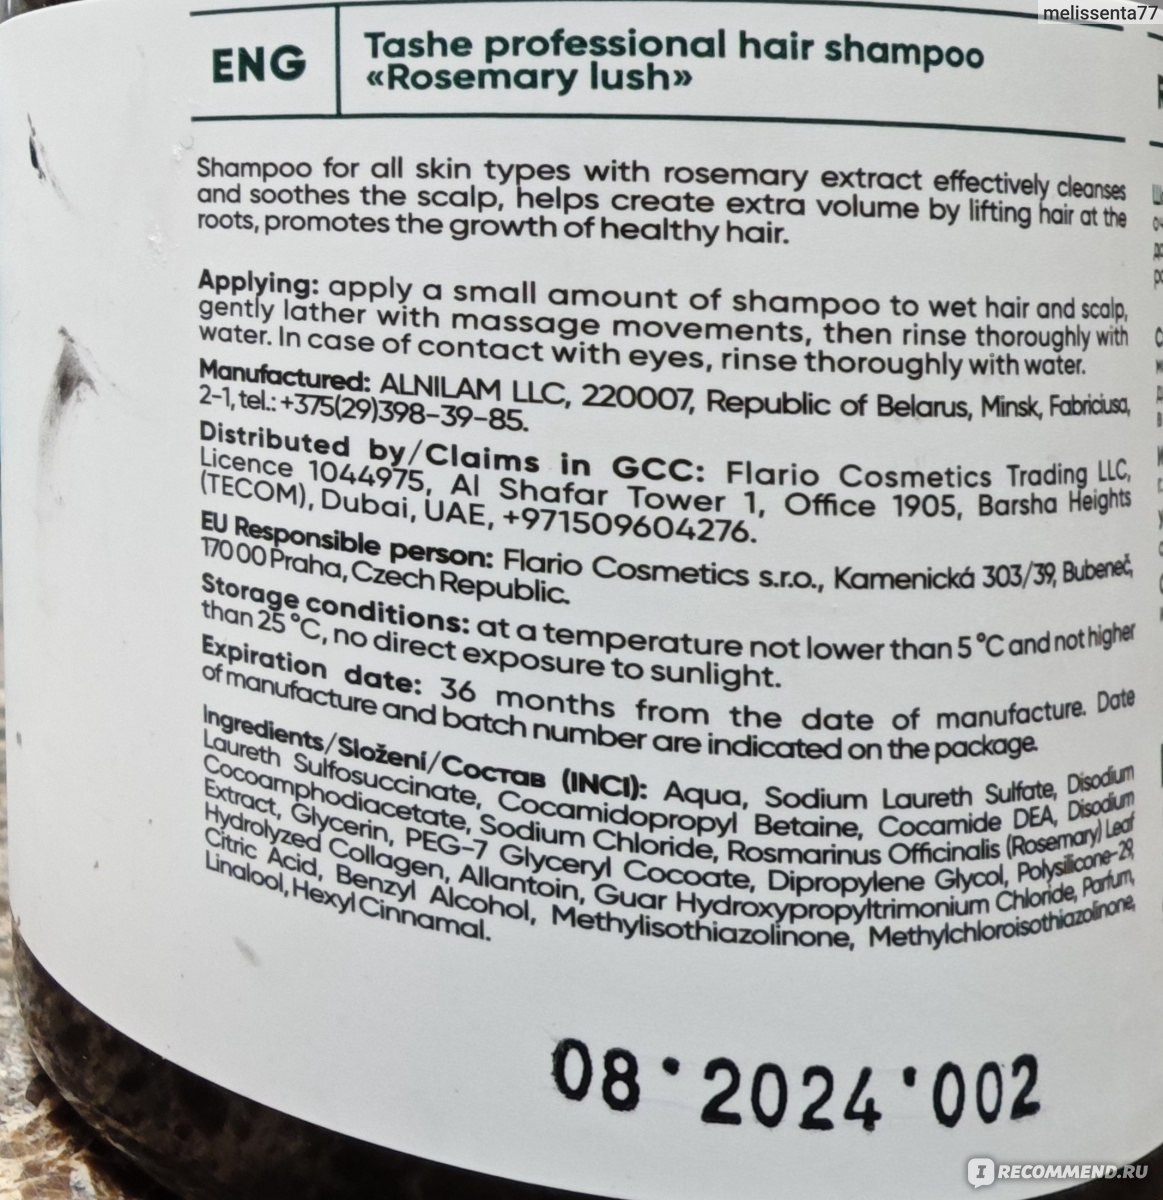 melissenta77
ENG
Tashe professional hair shampoo
«Rosemary lush»
Shampoo for all skin types with rosemary extract effectively cleanses
and soothes the scalp, helps create extra volume by lifting hair at the
roots, promotes the growth of healthy hair.
Applying: apply a small amount of shampoo to wet hair and scalp,
gently lather with massage movements, then rinse thoroughly with
water. In case of contact with eyes, rinse thoroughly with water.
Manufactured: ALNILAM LLC, 220007, Republic of Belarus, Minsk, Fabriciusa,
2-1, tel.: +375(29)398-39-85.
Distributed by/Claims in GCC: Flario Cosmetics Trading LLC,
Licence 1044975, Al Shafar Tower 1, Office 1905, Barsha Heights
(TECOM), Dubai, UAE, +971509604276.
EU Responsible person: Flario Cosmetics s.r.o., Kamenická 303/39, Bubeneč,
170 00 Praha, Czech Republic.
Storage conditions: at a temperature not lower than 5 °C and not higher
than 25 °C, no direct exposure to sunlight.
Expiration date: 36 months from the date of manufacture. Date
of manufacture and batch number are indicated on the package.
Ingredients/Složení/Состав (INCI): Aqua, Sodium Laureth Sulfate, Disodium
Laureth Sulfosuccinate, Cocamidopropyl Betaine, Cocamide DEA, Disodium
Cocoamphodiacetate, Sodium Chloride, Rosmarinus Officinalis (Rosemary) Leaf
Extract, Glycerin, PEG-7 Glyceryl Cocoate, Dipropylene Glycol, Polysilicone-29,
Hydrolyzed Collagen, Allantoin, Guar Hydroxypropyltrimonium Chloride, Parfum,
Citric Acid, Benzyl Alcohol, Methylisothiazolinone, Methylchloroisothiazolinone,
Linalool, Hexyl Cinnamal.
08·2024·002
IRECOMMEND.RU